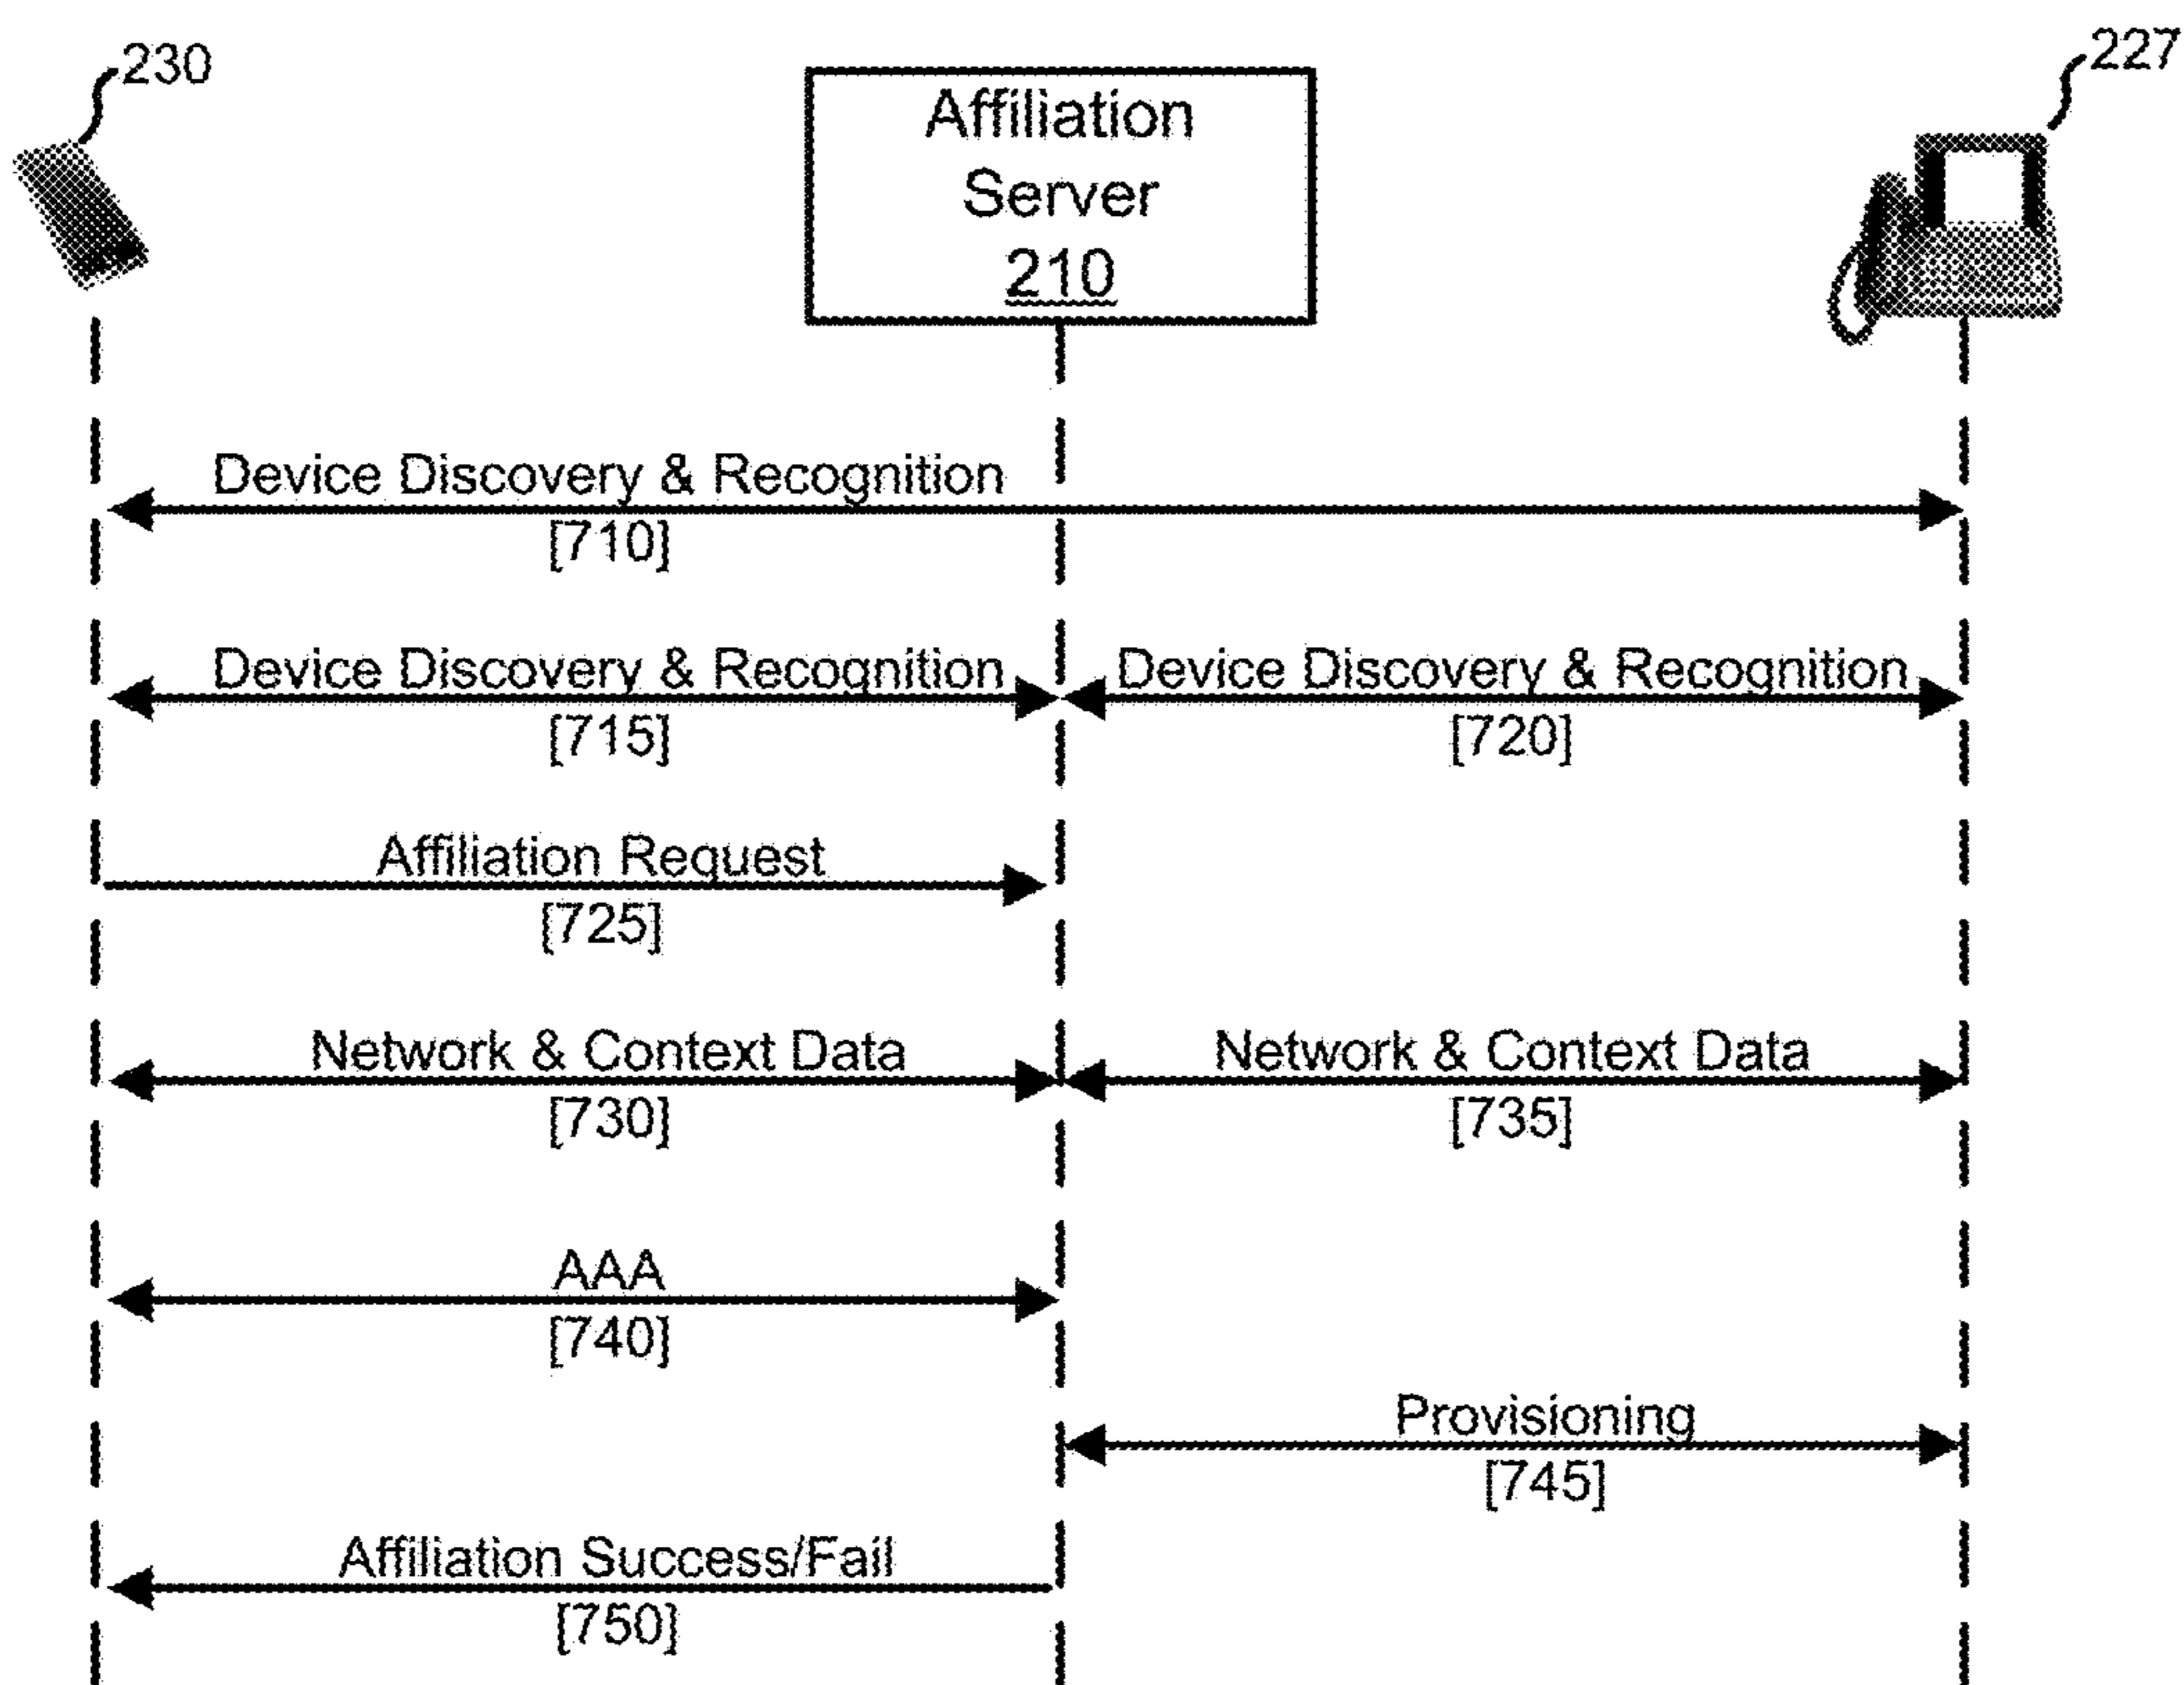 230
Affiliation
Server
210
227
Device Discovery & Recognition
[710]
Device Discovery & Recognition
[715]
Device Discovery & Recognition
[720]
Affiliation Request
[725]
Network & Context Data
[730]
Network & Context Data
[735]
AAA
[740]
Provisioning
[745]
Affiliation Success/Fail
[750]